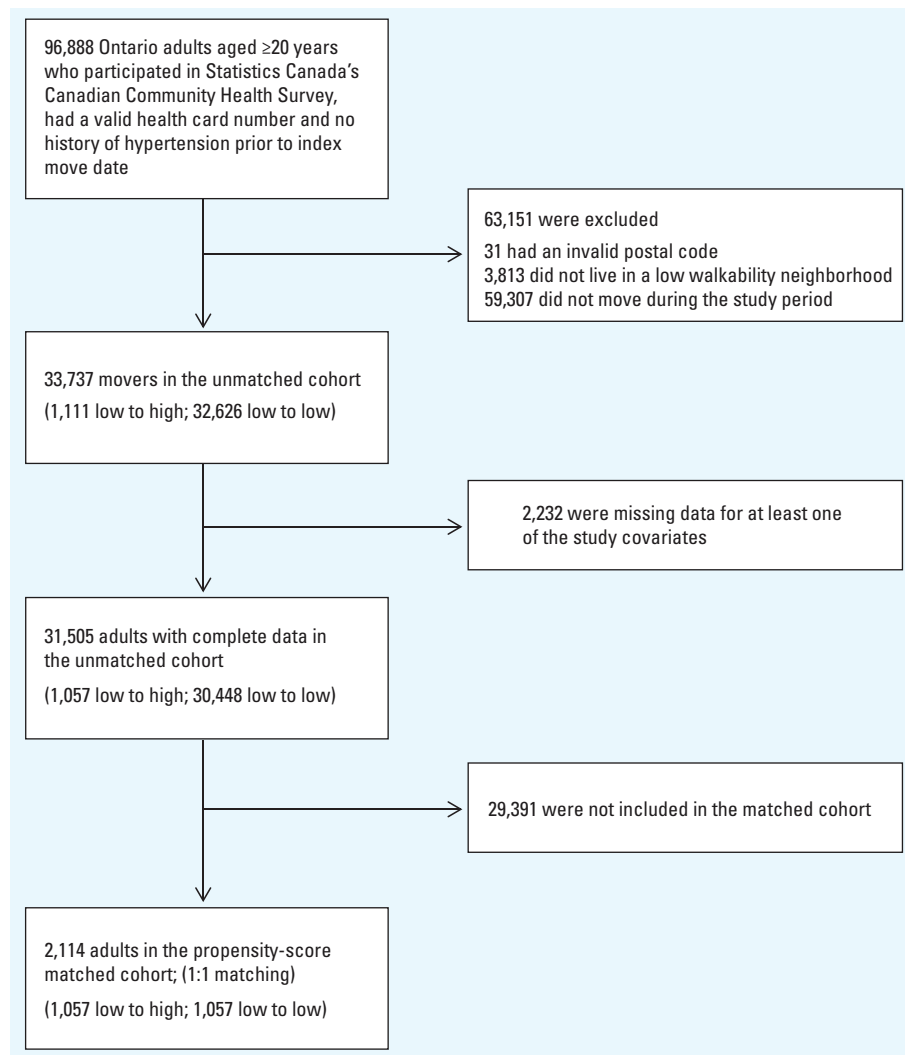 96,888 Ontario adults aged ≥20 years
who participated in Statistics Canada’s
Canadian Community Health Survey,
had a valid health card number and no
history of hypertension prior to index
move date
63,151 were excluded
31 had an invalid postal code
3,813 did not live in a low walkability neighborhood
59,307 did not move during the study period
33,737 movers in the unmatched cohort
(1,111 low to high; 32,626 low to low)
2,232 were missing data for at least one
of the study covariates
31,505 adults with complete data in
the unmatched cohort
(1,057 low to high; 30,448 low to low)
29,391 were not included in the matched cohort
2,114 adults in the propensity-score
matched cohort; (1:1 matching)
(1,057 low to high; 1,057 low to low)